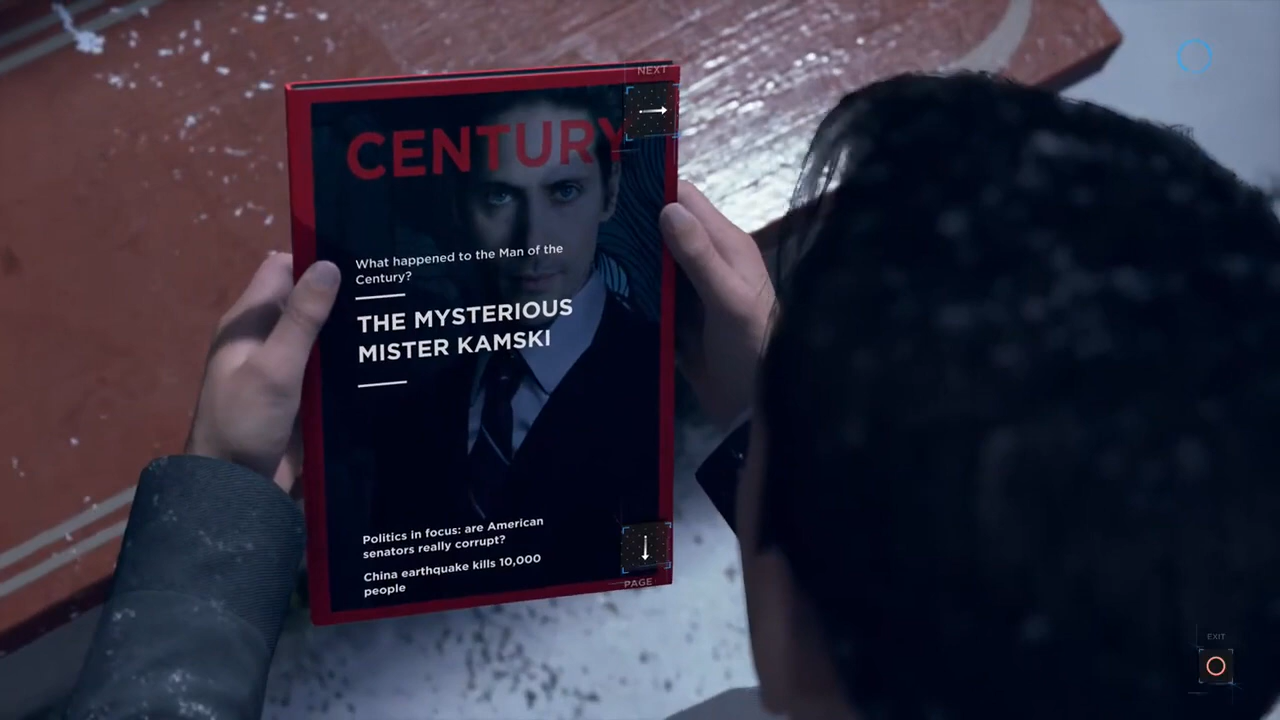 NEXT
CENTURY
What happened to the Man of the
Century?
THE MYSTERIOUS
MISTER KAMSKI
Politics in focus: are American
senators really corrupt?
China earthquake kills 10,000
people
PAGE
EXIT